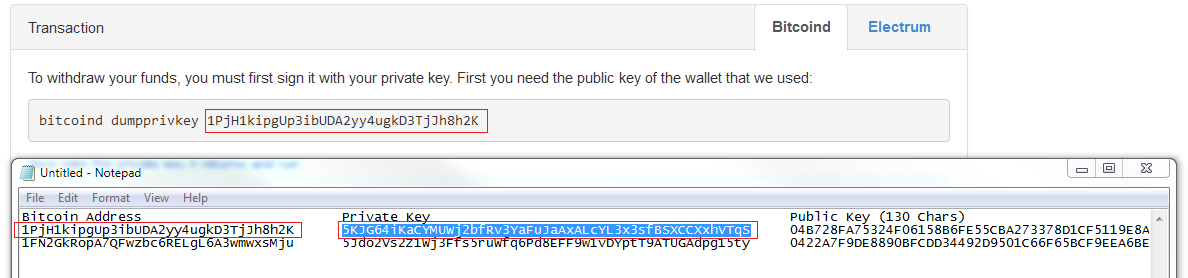 Transaction
Bitcoind
Electrum
To withdraw your funds, you must first sign it with your private key. First you need the public key of the wallet that we used:
bitcoind dumpprivkey 1PjH1kipgUp3ibUDA2yy4ugkD3TjJh8h2K
Untitled - Notepad
File Edit Format View Help
Bitcoin Address Private Key Public Key (130 Chars)
1PjH1kipgUp3ibUDA2yy4ugkD3TjJh8h2K 5KJG64iKaCYMUWj2bfRv3YaFuJaAxALcYL3x3sfBSXCCXxhVTqS 04B728FA75324F06158B6FE55CBA273378D1CF5119E8A
1FN2GkRopA7QFwzbc6RELgL6A3wmwxsMju 5Jdo2Vs2Z1Wj3Ffs5ruWfq6Pd8EFF9w1vDYptT9ATUGAdpg15ty 0422A7F9DE8890BFCDD34492D9501C66F65BCF9EEA6BE